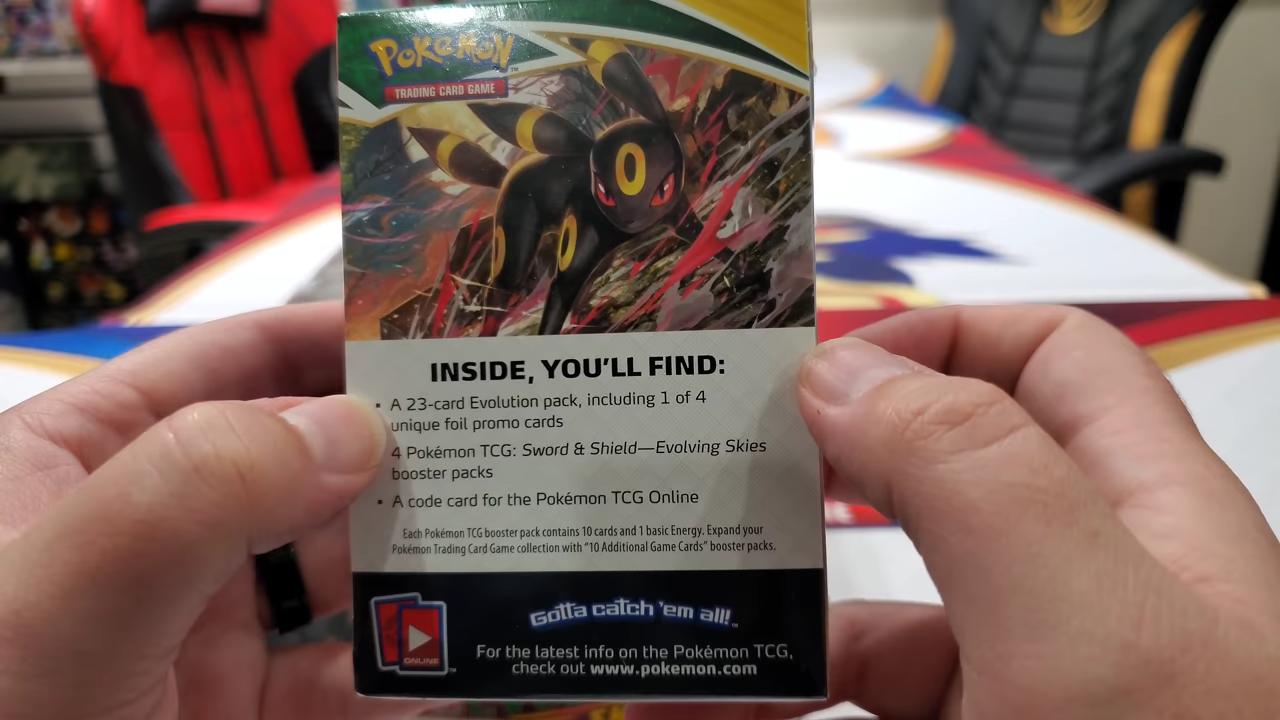 POKéMON
TRADING CARD GAME
INSIDE, YOU'LL FIND:
• A 23-card Evolution pack, including 1 of 4
unique foil promo cards
4 Pokémon TCG: Sword & Shield—Evolving Skies
booster packs
• A code card for the Pokémon TCG Online
Each Pokémon TCG booster pack contains 10 cards and 1 basic Energy. Expand your
Pokémon Trading Card Game collection with "10 Additional Game Cards" booster packs.
Gotta catch 'em all!™
ONLINE
For the latest info on the Pokémon TCG,
check out www.pokemon.com